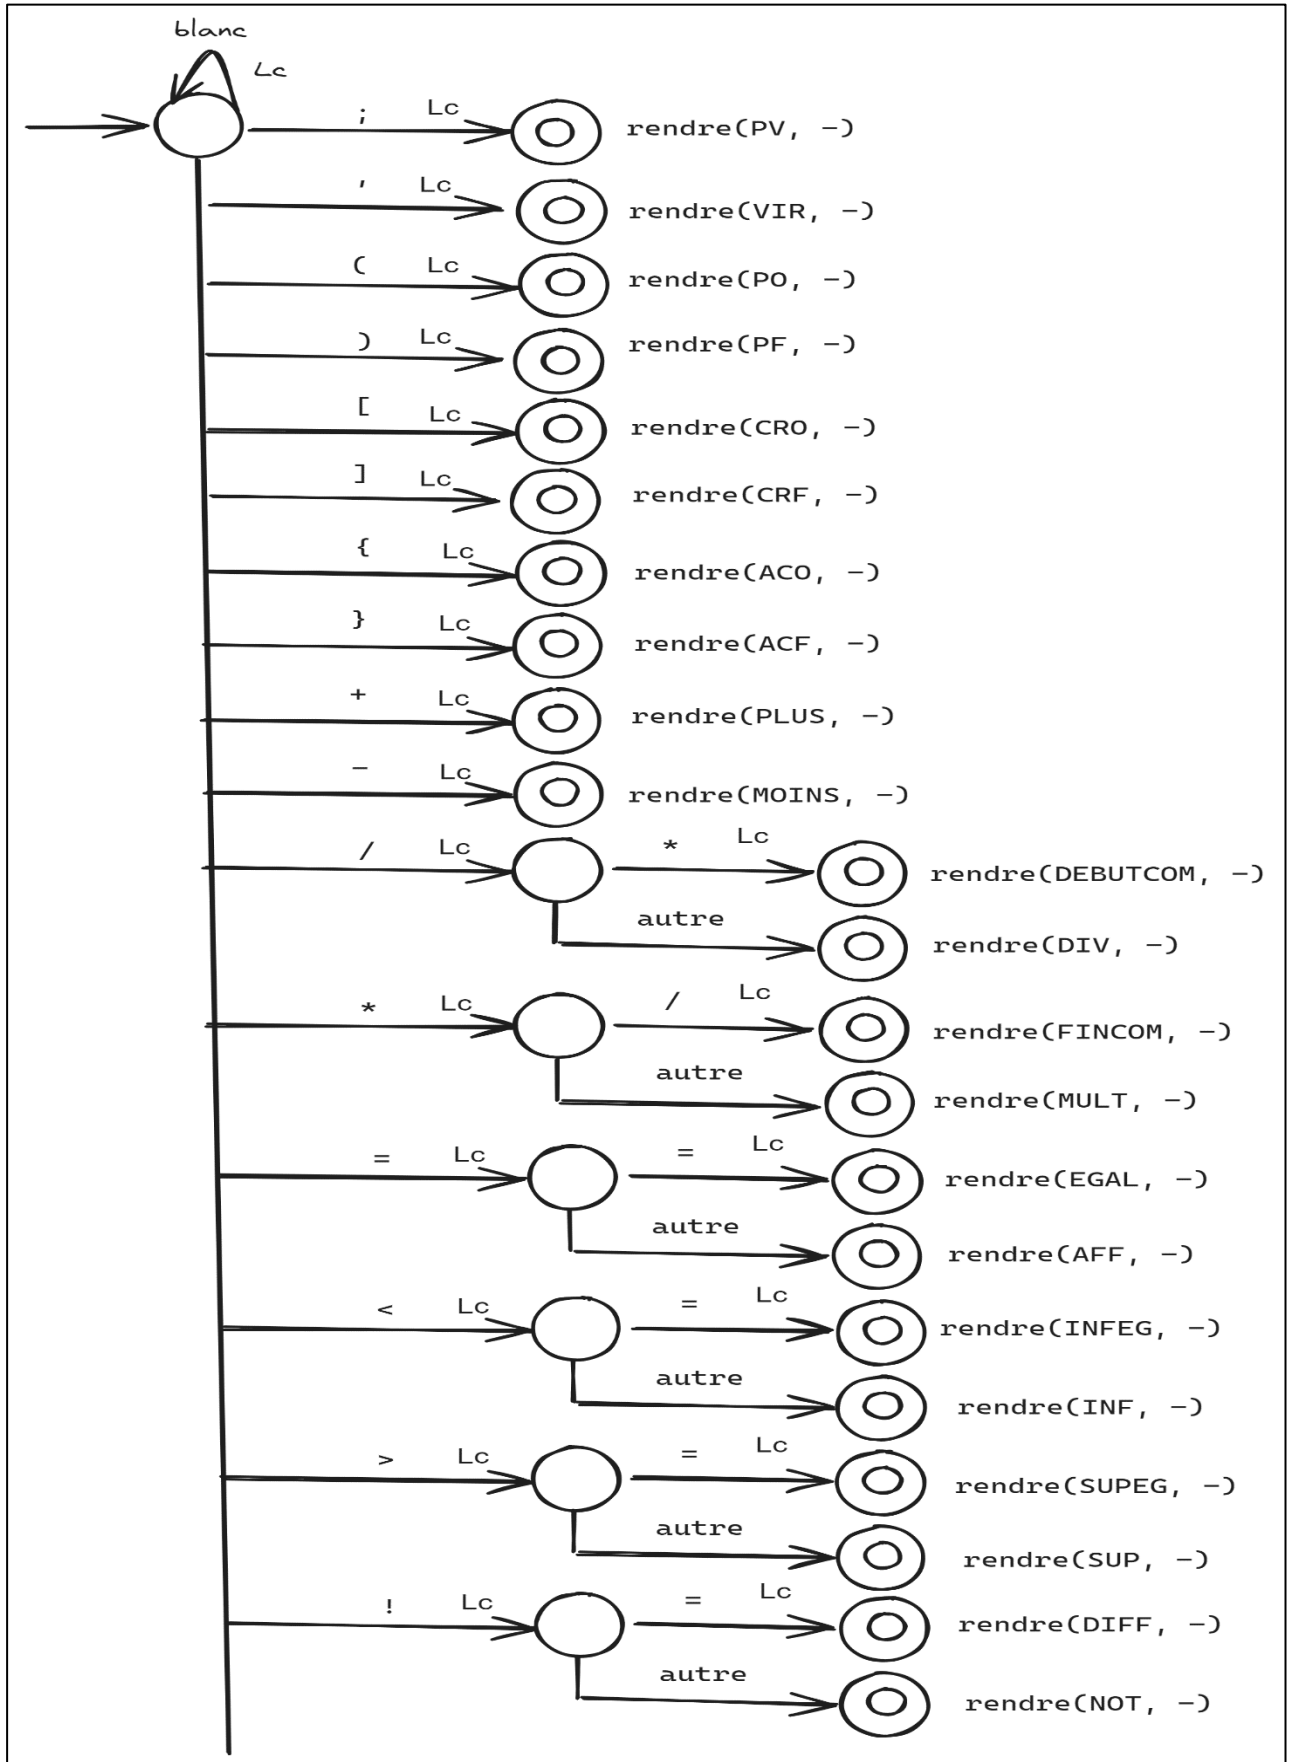 blanc
Lc
; Lc rendre(PV, −)
, Lc rendre(VIR, −)
( Lc rendre(PO, −)
) Lc rendre(PF, −)
[ Lc rendre(CRO, −)
] Lc rendre(CRF, −)
{ Lc rendre(ACO, −)
} Lc rendre(ACF, −)
+ Lc rendre(PLUS, −)
− Lc rendre(MOINS, −)
/ Lc * Lc rendre(DEBUTCOM, −)
autre rendre(DIV, −)
* Lc / Lc rendre(FINCOM, −)
autre rendre(MULT, −)
= Lc = Lc rendre(EGAL, −)
autre rendre(AFF, −)
< Lc = Lc rendre(INFEG, −)
autre rendre(INF, −)
> Lc = Lc rendre(SUPEG, −)
autre rendre(SUP, −)
! Lc = Lc rendre(DIFF, −)
autre rendre(NOT, −)